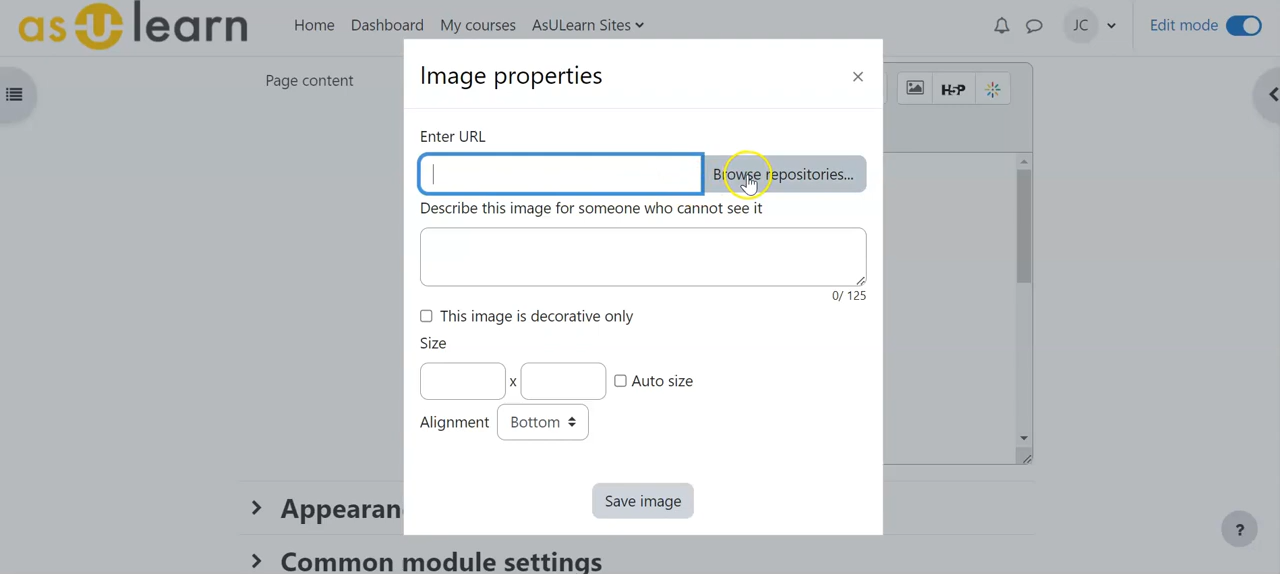 asUlearn Home Dashboard My courses AsULearn Sites JC Edit mode
Page content
Image properties
H-P
Enter URL
Browse repositories...
Describe this image for someone who cannot see it
0/ 125
This image is decorative only
Size
x Auto size
Alignment Bottom
Save image
Appearan
Common module settings
?